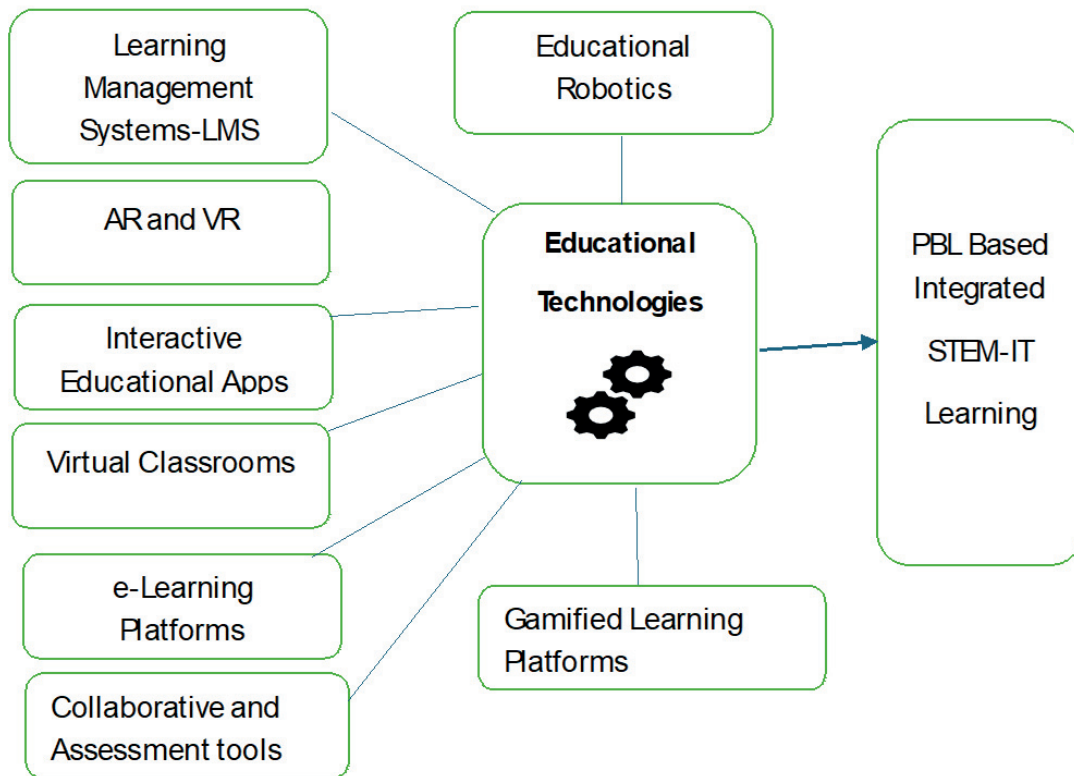 Learning
Management
Systems-LMS
Educational
Robotics
AR and VR
Educational
Technologies
PBL Based
Integrated
STEM-IT
Learning
Interactive
Educational Apps
Virtual Classrooms
e-Learning
Platforms
Gamified Learning
Platforms
Collaborative and
Assessment tools